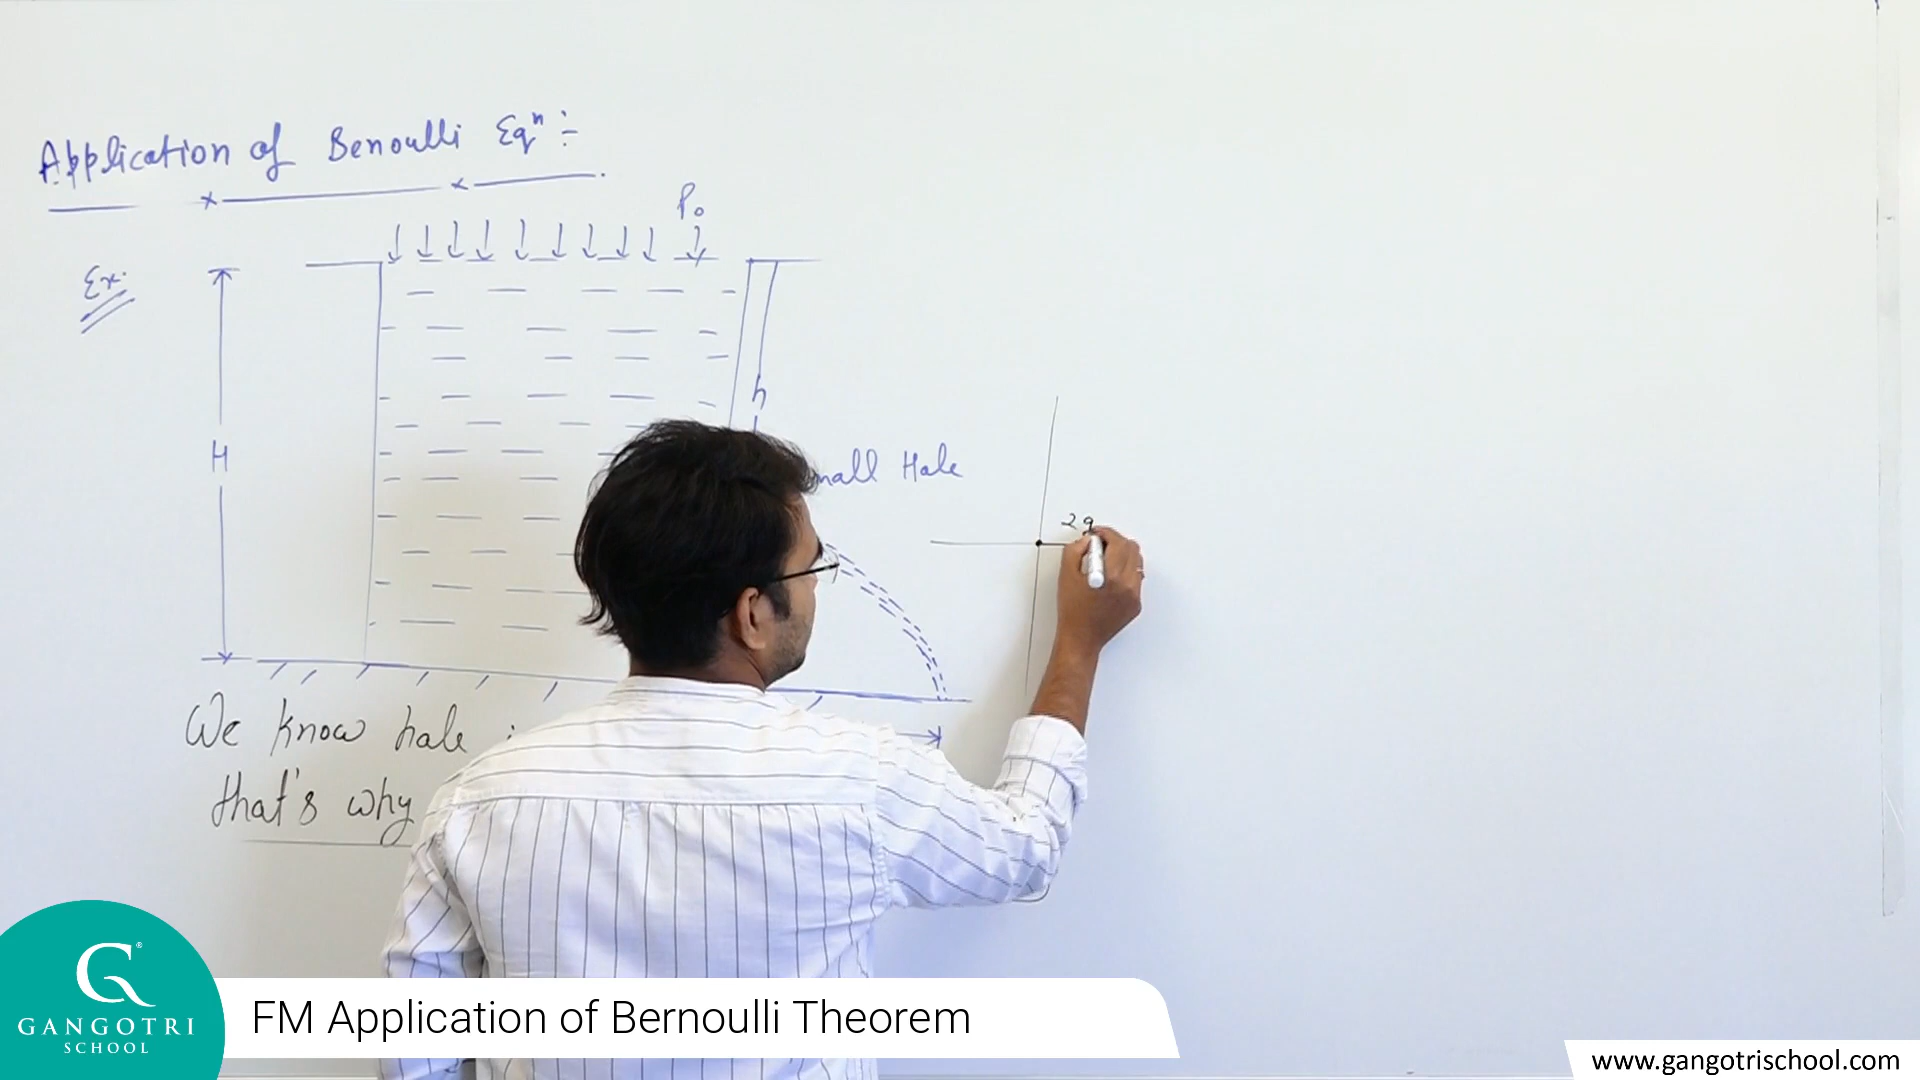 Application of Benoulli Eqⁿ :-
P₀
Ex.
h
H
Small Hole
2g
We know hole
that's why
G®
GANGOTRI
SCHOOL
FM Application of Bernoulli Theorem
www.gangotrischool.com